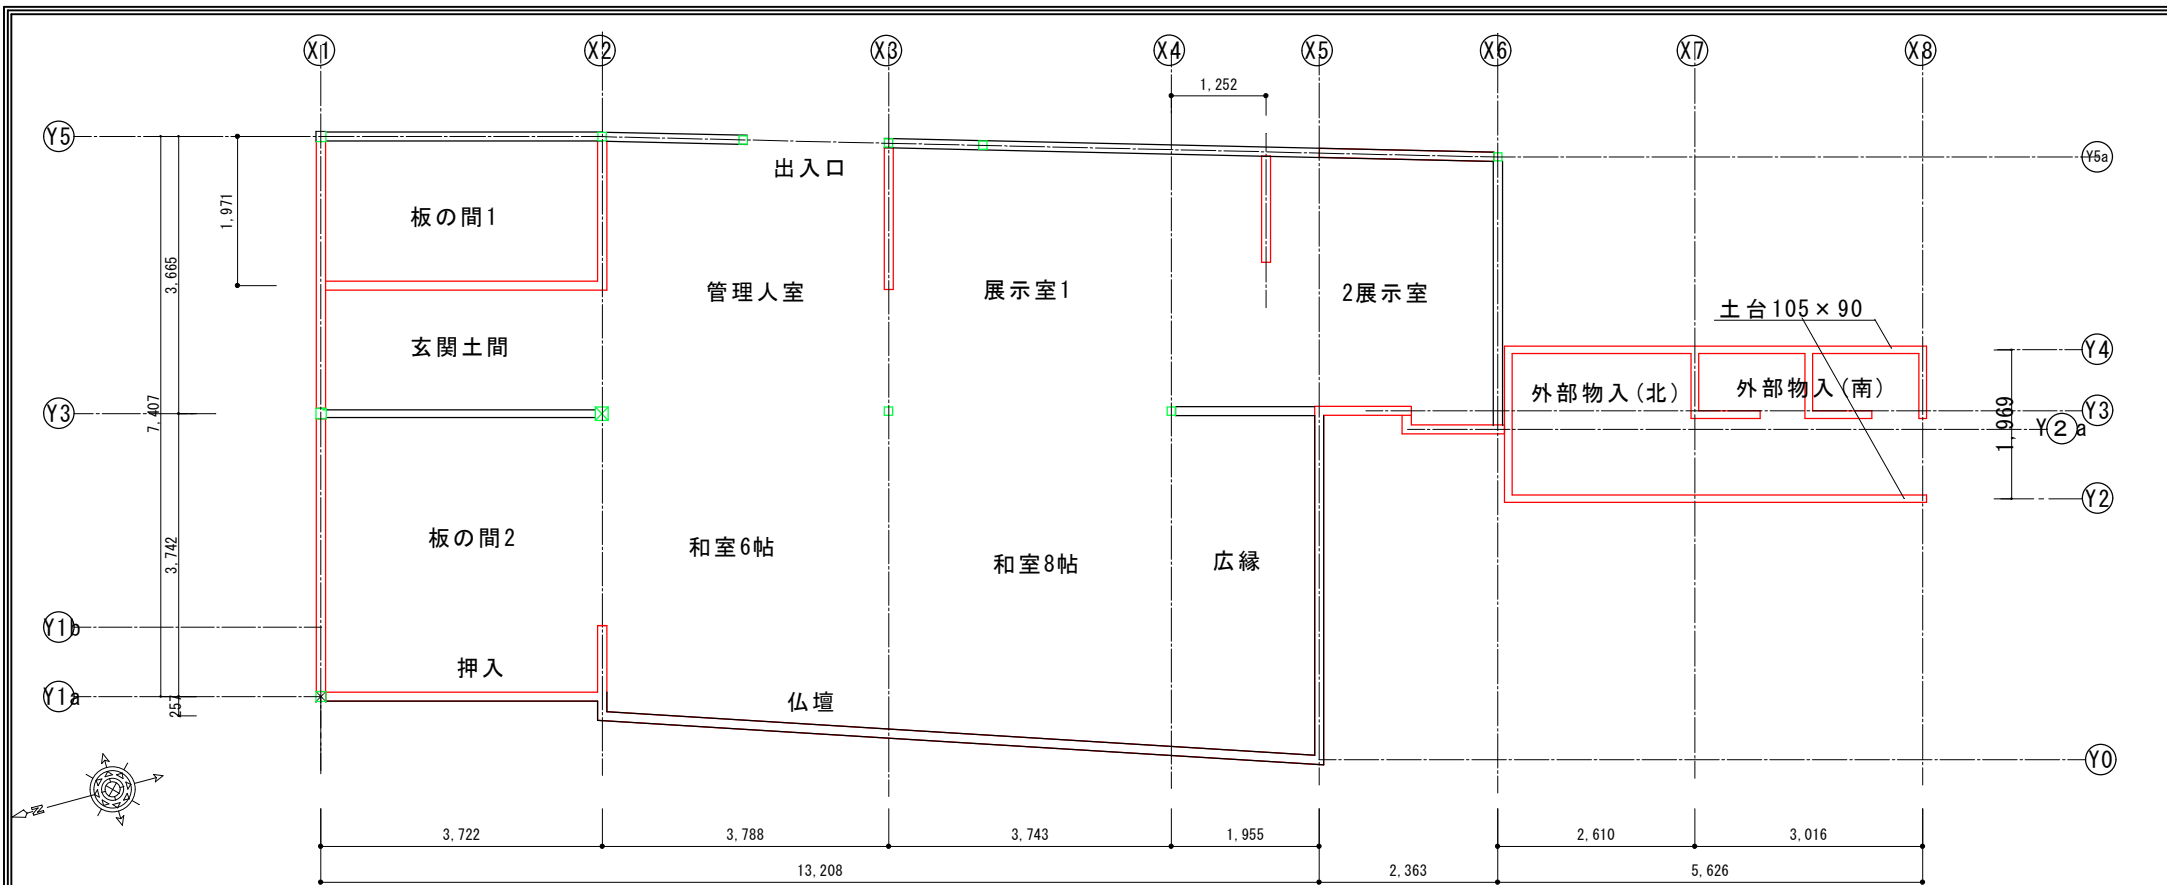 X1 X2 X3 X4 X5 X6 X7 X8
1,252
Y5
Y5a
出入口
板の間1
1,971
3,665
管理人室
展示室1
2展示室
土台105×90
玄関土間
Y4
外部物入(北)
外部物入(南)
Y3
7,407
Y3
1,969
Y2a
Y2
板の間2
和室6帖
和室8帖
広縁
3,742
Y1b
押入
Y1a
257
仏壇
Y0
N
3,722
3,788
3,743
1,955
2,610
3,016
13,208
2,363
5,626